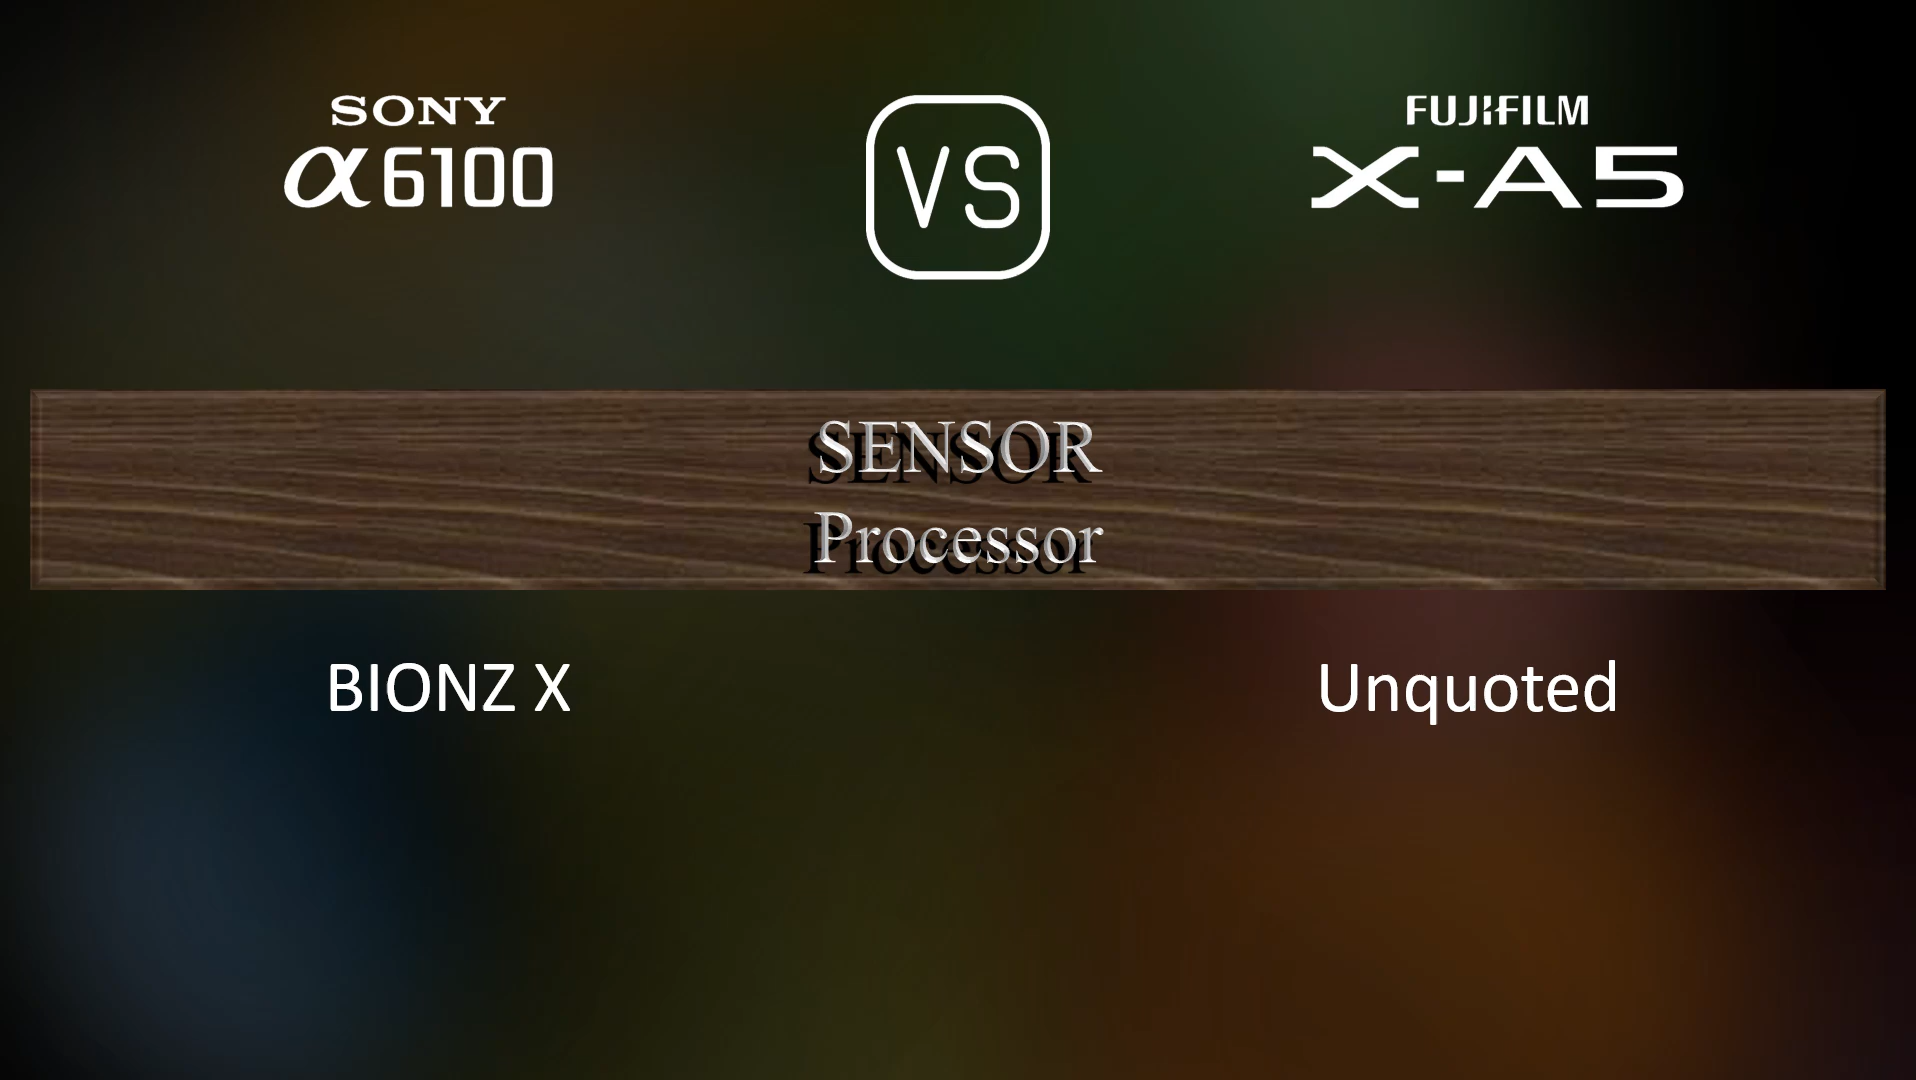 SONY
α6100
VS
FUJIFILM
X-A5
SENSOR
Processor
BIONZ X
Unquoted